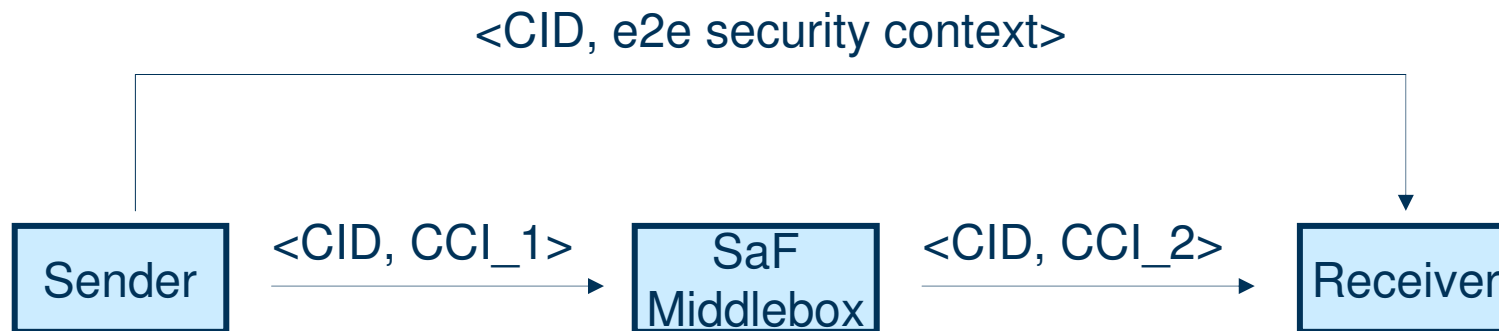 <CID, e2e security context>
Sender
<CID, CCI_1>
SaF
Middlebox
<CID, CCI_2>
Receiver